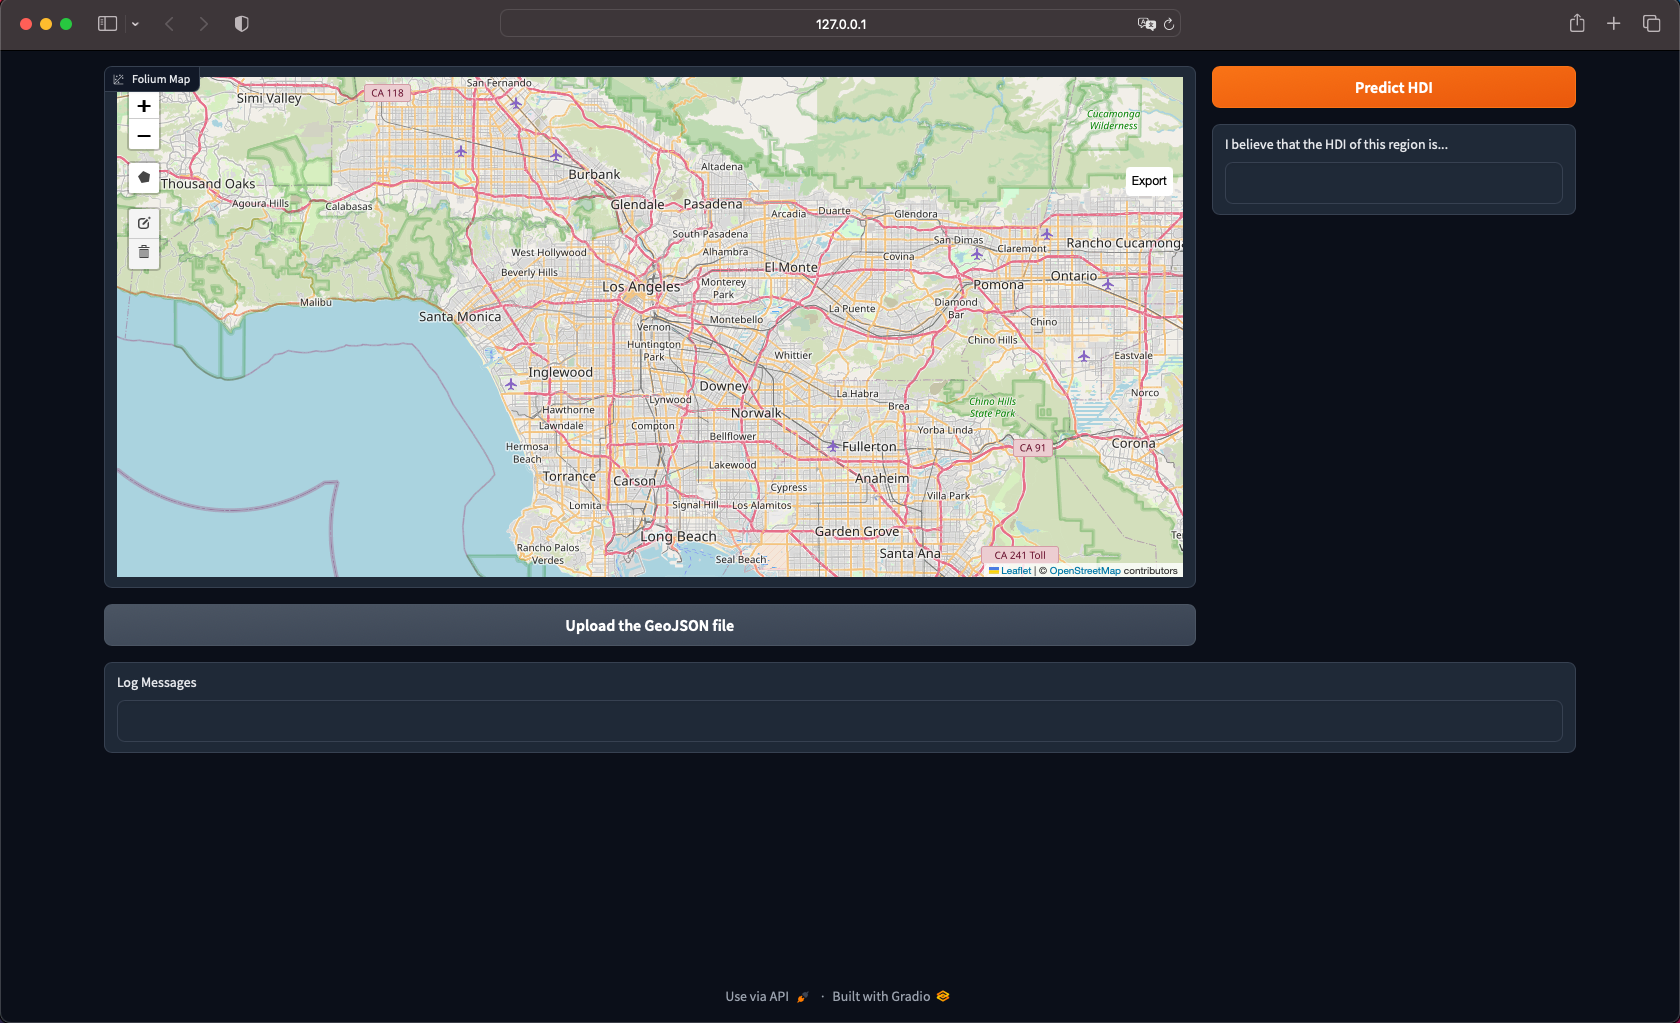 127.0.0.1
Folium Map
Predict HDI
I believe that the HDI of this region is...
+
−
Export
San Fernando
CA 118
Simi Valley
Cucamonga
Wilderness
Altadena
Burbank
Thousand Oaks
Agoura Hills
Calabasas
Glendale
Pasadena
Arcadia
Duarte
Glendora
South Pasadena
San Dimas
Claremont
Rancho Cucamonga
West Hollywood
Alhambra
Covina
Beverly Hills
El Monte
Ontario
Los Angeles
Monterey
Park
Pomona
Malibu
La Puente
Diamond
Bar
Santa Monica
Montebello
Chino
Vernon
Huntington
Park
Whittier
Chino Hills
Eastvale
Inglewood
Downey
La Habra
Norco
Lynwood
Hawthorne
Norwalk
Brea
Chino Hills
State Park
Lawndale
Compton
Bellflower
Yorba Linda
Hermosa
Beach
Fullerton
CA 91
Corona
Lakewood
Torrance
Carson
Cypress
Anaheim
Villa Park
Lomita
Signal Hill
Los Alamitos
Long Beach
Garden Grove
Rancho Palos
Verdes
Seal Beach
Santa Ana
CA 241 Toll
Leaflet | © OpenStreetMap contributors
Upload the GeoJSON file
Log Messages
Use via API · Built with Gradio